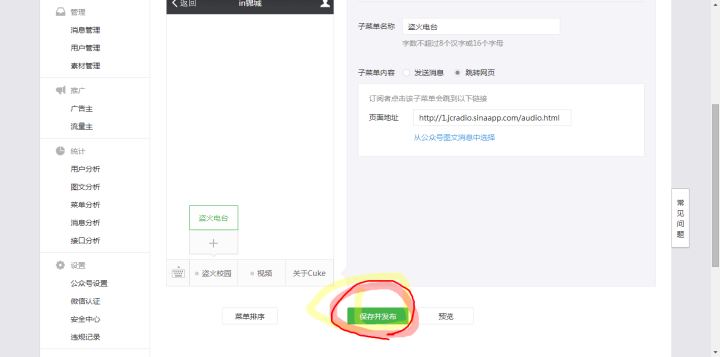 管理
消息管理
用户管理
素材管理
推广
广告主
流量主
统计
用户分析
图文分析
菜单分析
消息分析
接口分析
设置
公众号设置
微信认证
安全中心
违规记录
返回
in锦城
盗火电台
+
盗火校园
视频
关于Cuke
菜单排序
子菜单名称
盗火电台
字数不超过8个汉字或16个字母
子菜单内容 发送消息 跳转网页
订阅者点击该子菜单会跳到以下链接
页面地址 http://1.jcradio.sinaapp.com/audio.html
从公众号图文消息中选择
保存并发布
预览
常见问题